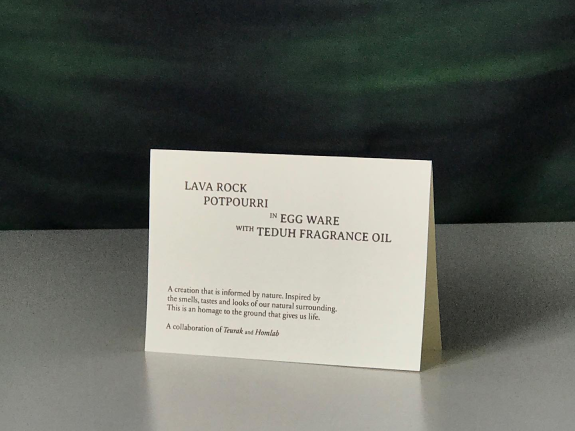 LAVA ROCK
POTPOURRI
IN EGG WARE
WITH TEDUH FRAGRANCE OIL
A creation that is informed by nature. Inspired by
the smells, tastes and looks of our natural surrounding.
This is an homage to the ground that gives us life.
A collaboration of Teurak and Homlab